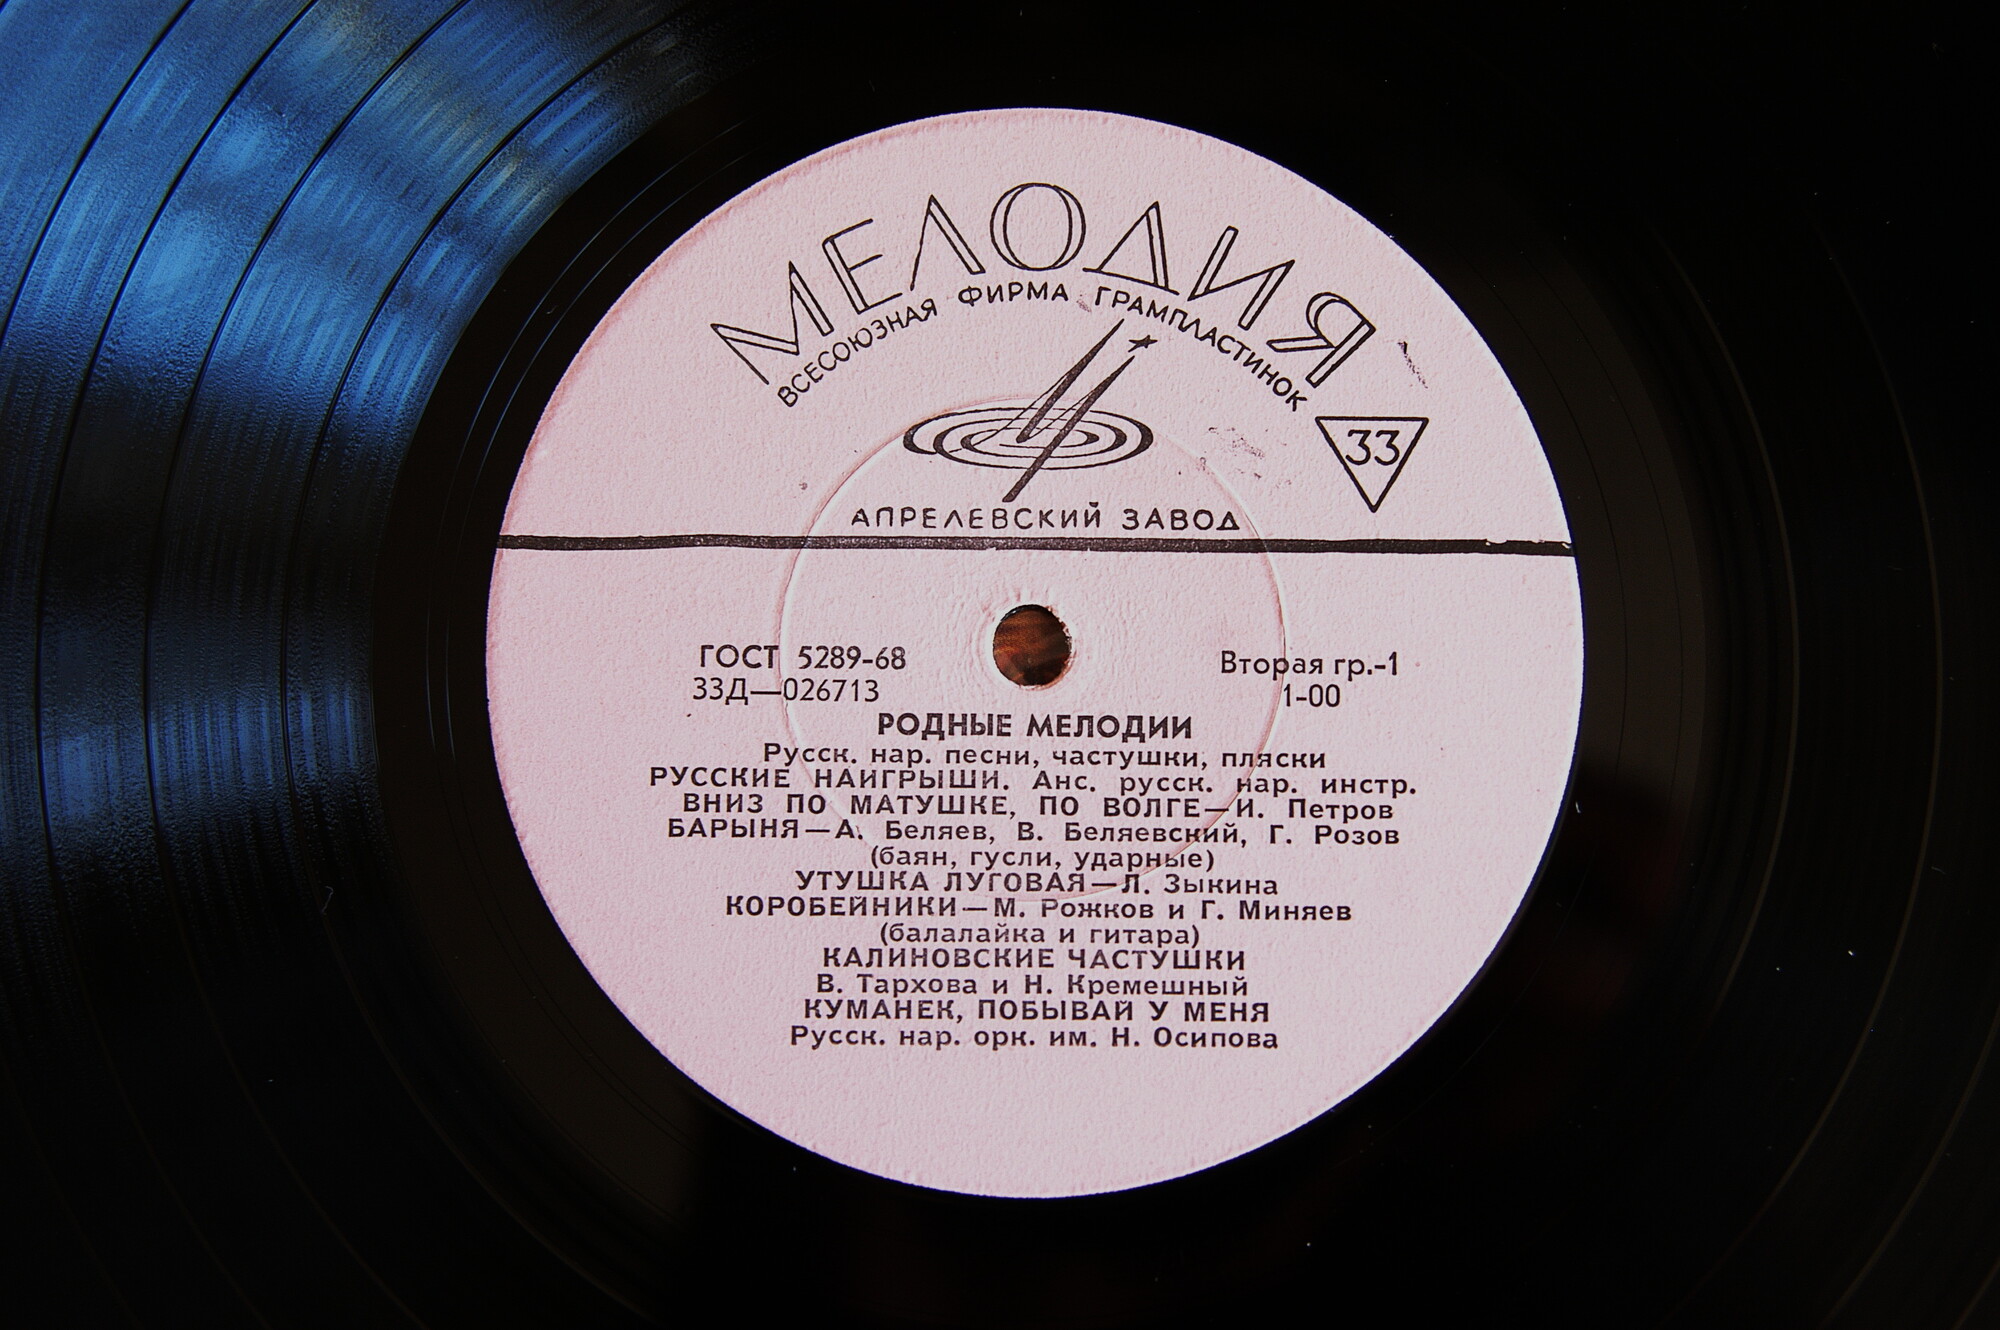 МЕЛОДИЯ
ВСЕСОЮЗНАЯ ФИРМА ГРАМПЛАСТИНОК
33
АПРЕЛЕВСКИЙ ЗАВОД
ГОСТ 5289-68
33Д—026713
Вторая гр.-1
1-00
РОДНЫЕ МЕЛОДИИ
Русск. нар. песни, частушки, пляски
РУССКИЕ НАИГРЫШИ. Анс. русск. нар. инстр.
ВНИЗ ПО МАТУШКЕ, ПО ВОЛГЕ—И. Петров
БАРЫНЯ—А. Беляев, В. Беляевский, Г. Розов
(баян, гусли, ударные)
УТУШКА ЛУГОВАЯ—Л. Зыкина
КОРОБЕЙНИКИ—М. Рожков и Г. Миняев
(балалайка и гитара)
КАЛИНОВСКИЕ ЧАСТУШКИ
В. Тархова и Н. Кремешный
КУМАНЕК, ПОБЫВАЙ У МЕНЯ
Русск. нар. орк. им. Н. Осипова